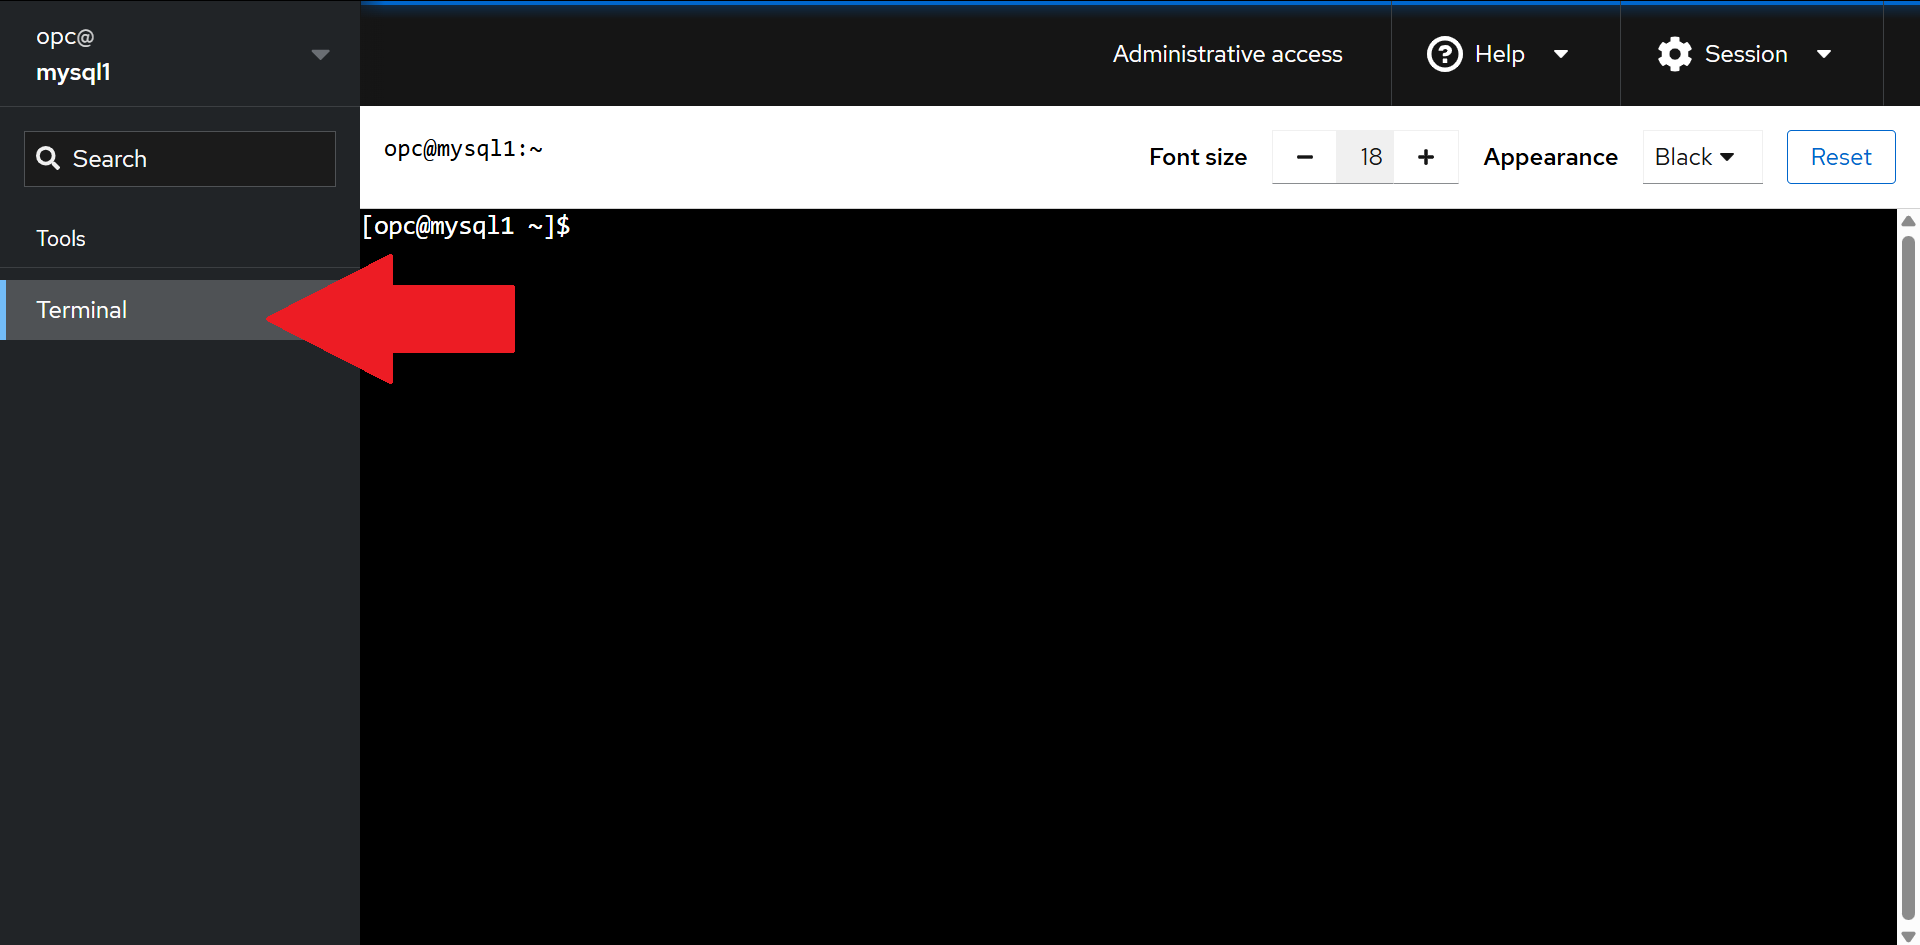 opc@
mysql1
Administrative access
Help
Session
Search
opc@mysql1:~
Font size
18
Appearance
Black
Reset
Tools
Terminal
[opc@mysql1 ~]$